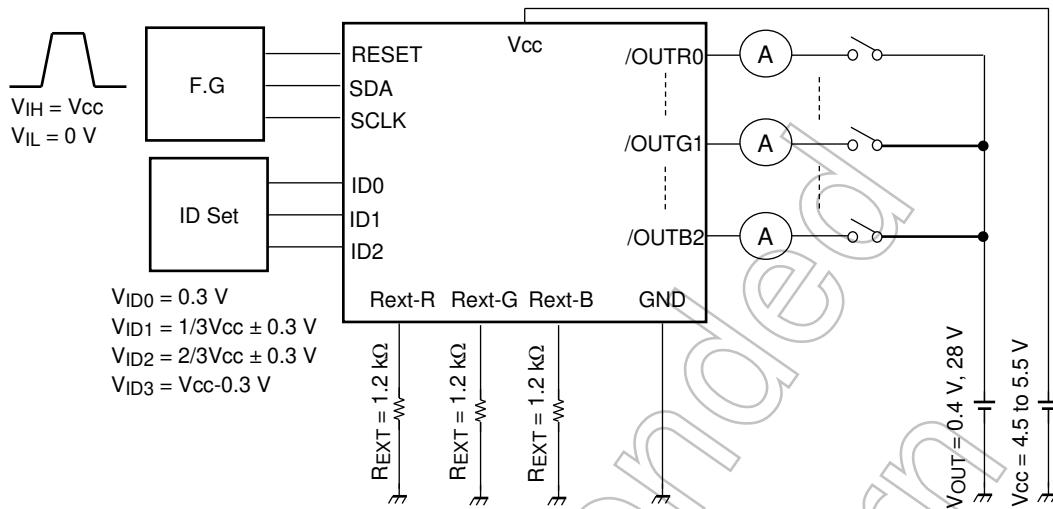 Vcc
RESET
SDA
SCLK
F.G
VIH = Vcc
VIL = 0 V
ID Set
ID0
ID1
ID2
/OUTR0
/OUTG1
/OUTB2
A
A
A
VID0 = 0.3 V
VID1 = 1/3Vcc ± 0.3 V
VID2 = 2/3Vcc ± 0.3 V
VID3 = Vcc-0.3 V
Rext-R Rext-G Rext-B GND
REXT = 1.2 kΩ
REXT = 1.2 kΩ
REXT = 1.2 kΩ
VOUT = 0.4 V, 28 V
Vcc = 4.5 to 5.5 V